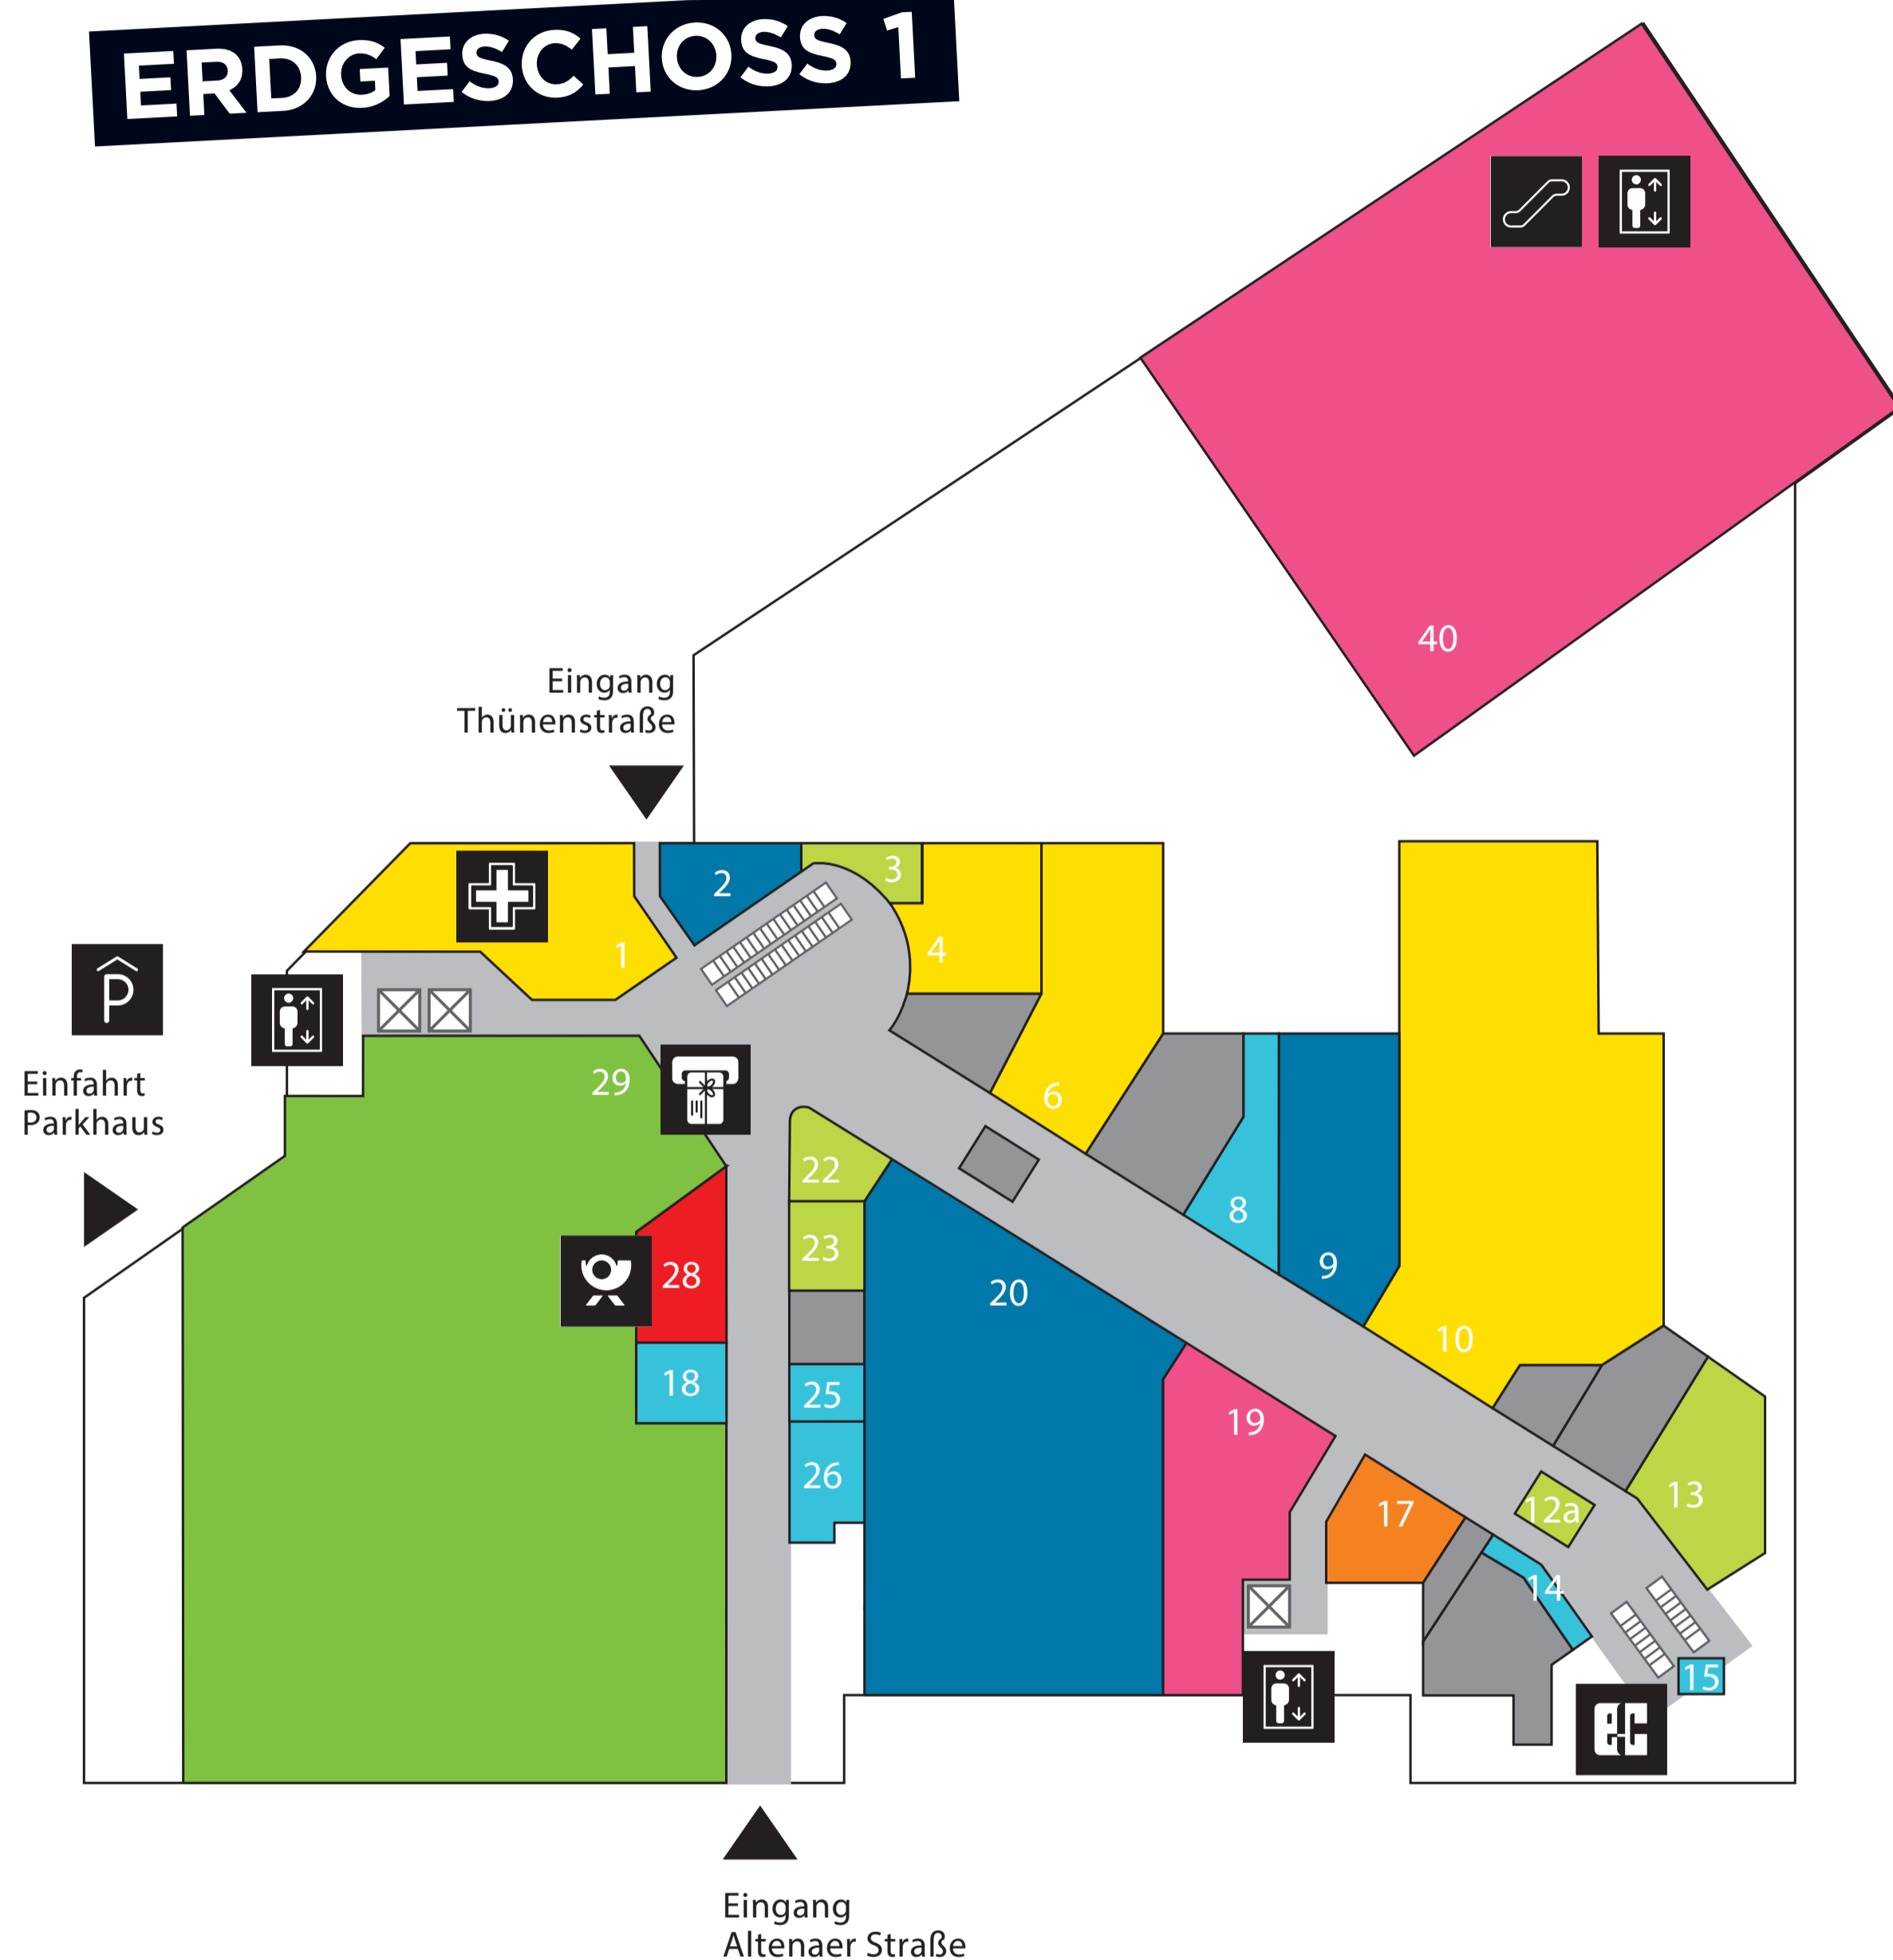 ERDGESCHOSS 1
40
Eingang
Thünenstraße
3
2
1
4
P
Einfahrt
Parkhaus
29
6
22
8
23
28
9
20
10
18
25
19
26
13
12a
17
14
15
EC
Eingang
Altenaer Straße